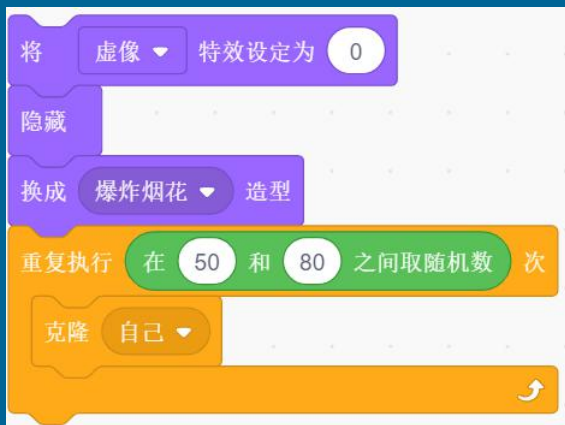 将 虚像 特效设定为 0
隐藏
换成 爆炸烟花 造型
重复执行 在 50 和 80 之间取随机数 次
克隆 自己